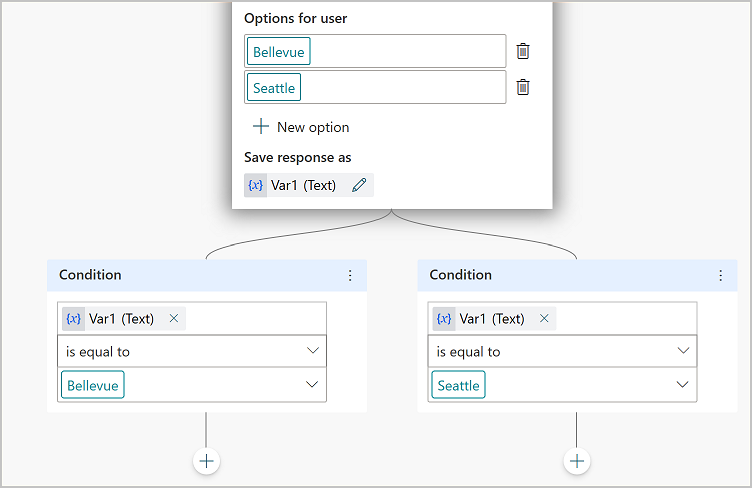 Options for user
Bellevue
Seattle
New option
Save response as
{x} Var1 (Text)
Condition
{x} Var1 (Text)
is equal to
Bellevue
Condition
{x} Var1 (Text)
is equal to
Seattle